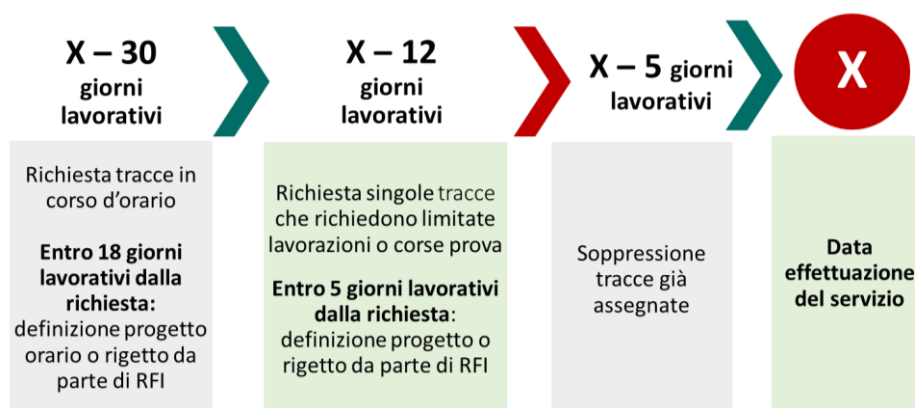 X – 30
giorni
lavorativi
Richiesta tracce in
corso d’orario
Entro 18 giorni
lavorativi dalla
richiesta:
definizione progetto
orario o rigetto da
parte di RFI
X – 12
giorni
lavorativi
Richiesta singole tracce
che richiedono limitate
lavorazioni o corse prova
Entro 5 giorni lavorativi
dalla richiesta:
definizione progetto o
rigetto da parte di RFI
X – 5 giorni
lavorativi
Soppressione
tracce già
assegnate
X
Data
effettuazione
del servizio